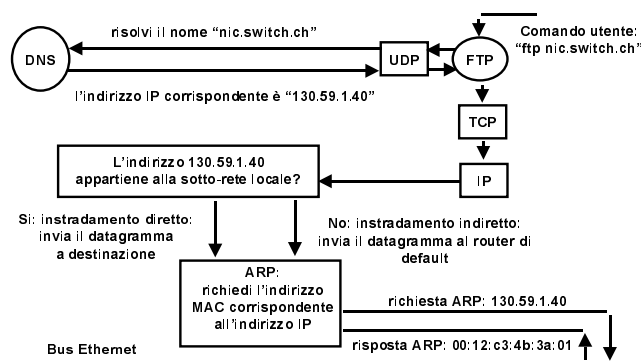 risolvi il nome “nic.switch.ch”
Comando utente:
“ftp nic.switch.ch”
DNS
UDP
FTP
l’indirizzo IP corrispondente è “130.59.1.40”
TCP
L’indirizzo 130.59.1.40
appartiene alla sotto-rete locale?
IP
Si: instradamento diretto:
invia il datagramma
a destinazione
No: instradamento indiretto:
invia il datagramma al router di
default
ARP:
richiedi l’indirizzo
MAC corrispondente
all’indirizzo IP
richiesta ARP: 130.59.1.40
risposta ARP: 00:12:c3:4b:3a:01
Bus Ethernet